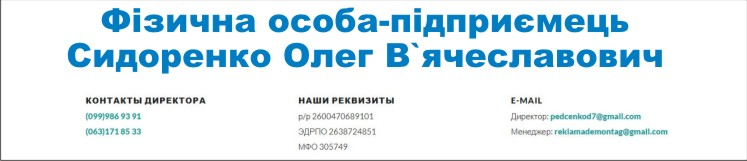 Фізична особа-підприємець
Сидоренко Олег В`ячеславович
КОНТАКТЫ ДИРЕКТОРА
(099)986 93 91
(063)171 85 33
НАШИ РЕКВИЗИТЫ
р/р 2600470689101
ЭДРПО 2638724851
МФО 305749
E-MAIL
Директор: pedcenkod7@gmail.com
Менеджер: reklamademontag@gmail.com